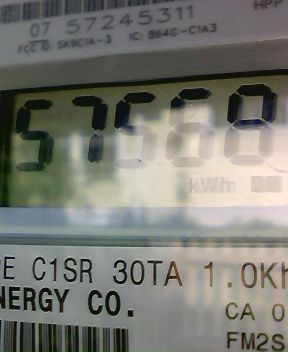 HPP
07 57245311
FCC ID: SK9C1A-3 IC: 864G-C1A3
57568
kWh
PE C1SR 30TA 1.0Kh
NERGY CO.
CA 0
FM2S